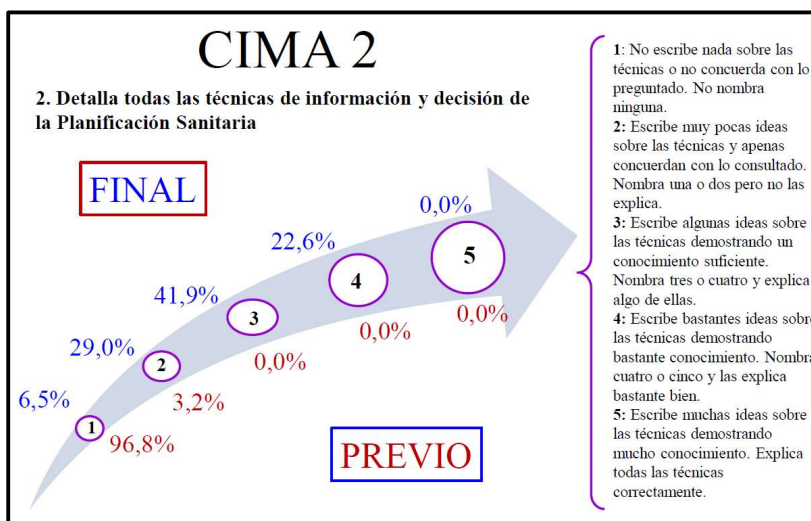 CIMA 2
2. Detalla todas las técnicas de información y decisión de
la Planificación Sanitaria
FINAL
0,0%
22,6%
5
41,9%
4
29,0%
3
0,0%
6,5%
2
0,0%
3,2%
0,0%
1
96,8%
PREVIO
1: No escribe nada sobre las
técnicas o no concuerda con lo
preguntado. No nombra
ninguna.
2: Escribe muy pocas ideas
sobre las técnicas y apenas
concuerdan con lo consultado.
Nombra una o dos pero no las
explica.
3: Escribe algunas ideas sobre
las técnicas demostrando un
conocimiento suficiente.
Nombra tres o cuatro y explica
algo de ellas.
4: Escribe bastantes ideas sobre
las técnicas demostrando
bastante conocimiento. Nombra
cuatro o cinco y las explica
bastante bien.
5: Escribe muchas ideas sobre
las técnicas demostrando
mucho conocimiento. Explica
todas las técnicas
correctamente.